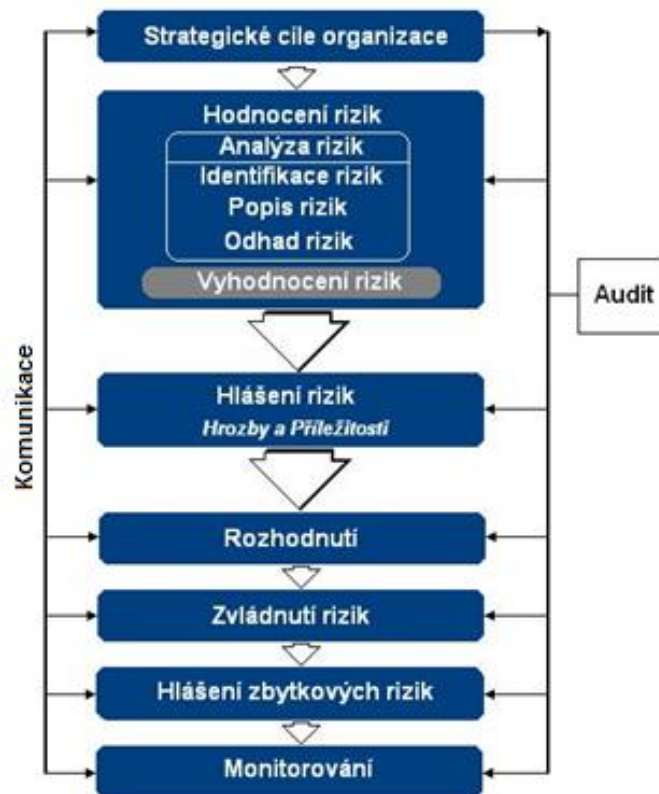 Strategické cíle organizace
Hodnocení rizik
Analýza rizik
Identifikace rizik
Popis rizik
Odhad rizik
Vyhodnocení rizik
Audit
Hlášení rizik
Hrozby a Příležitosti
Komunikace
Rozhodnutí
Zvládnutí rizik
Hlášení zbytkových rizik
Monitorování